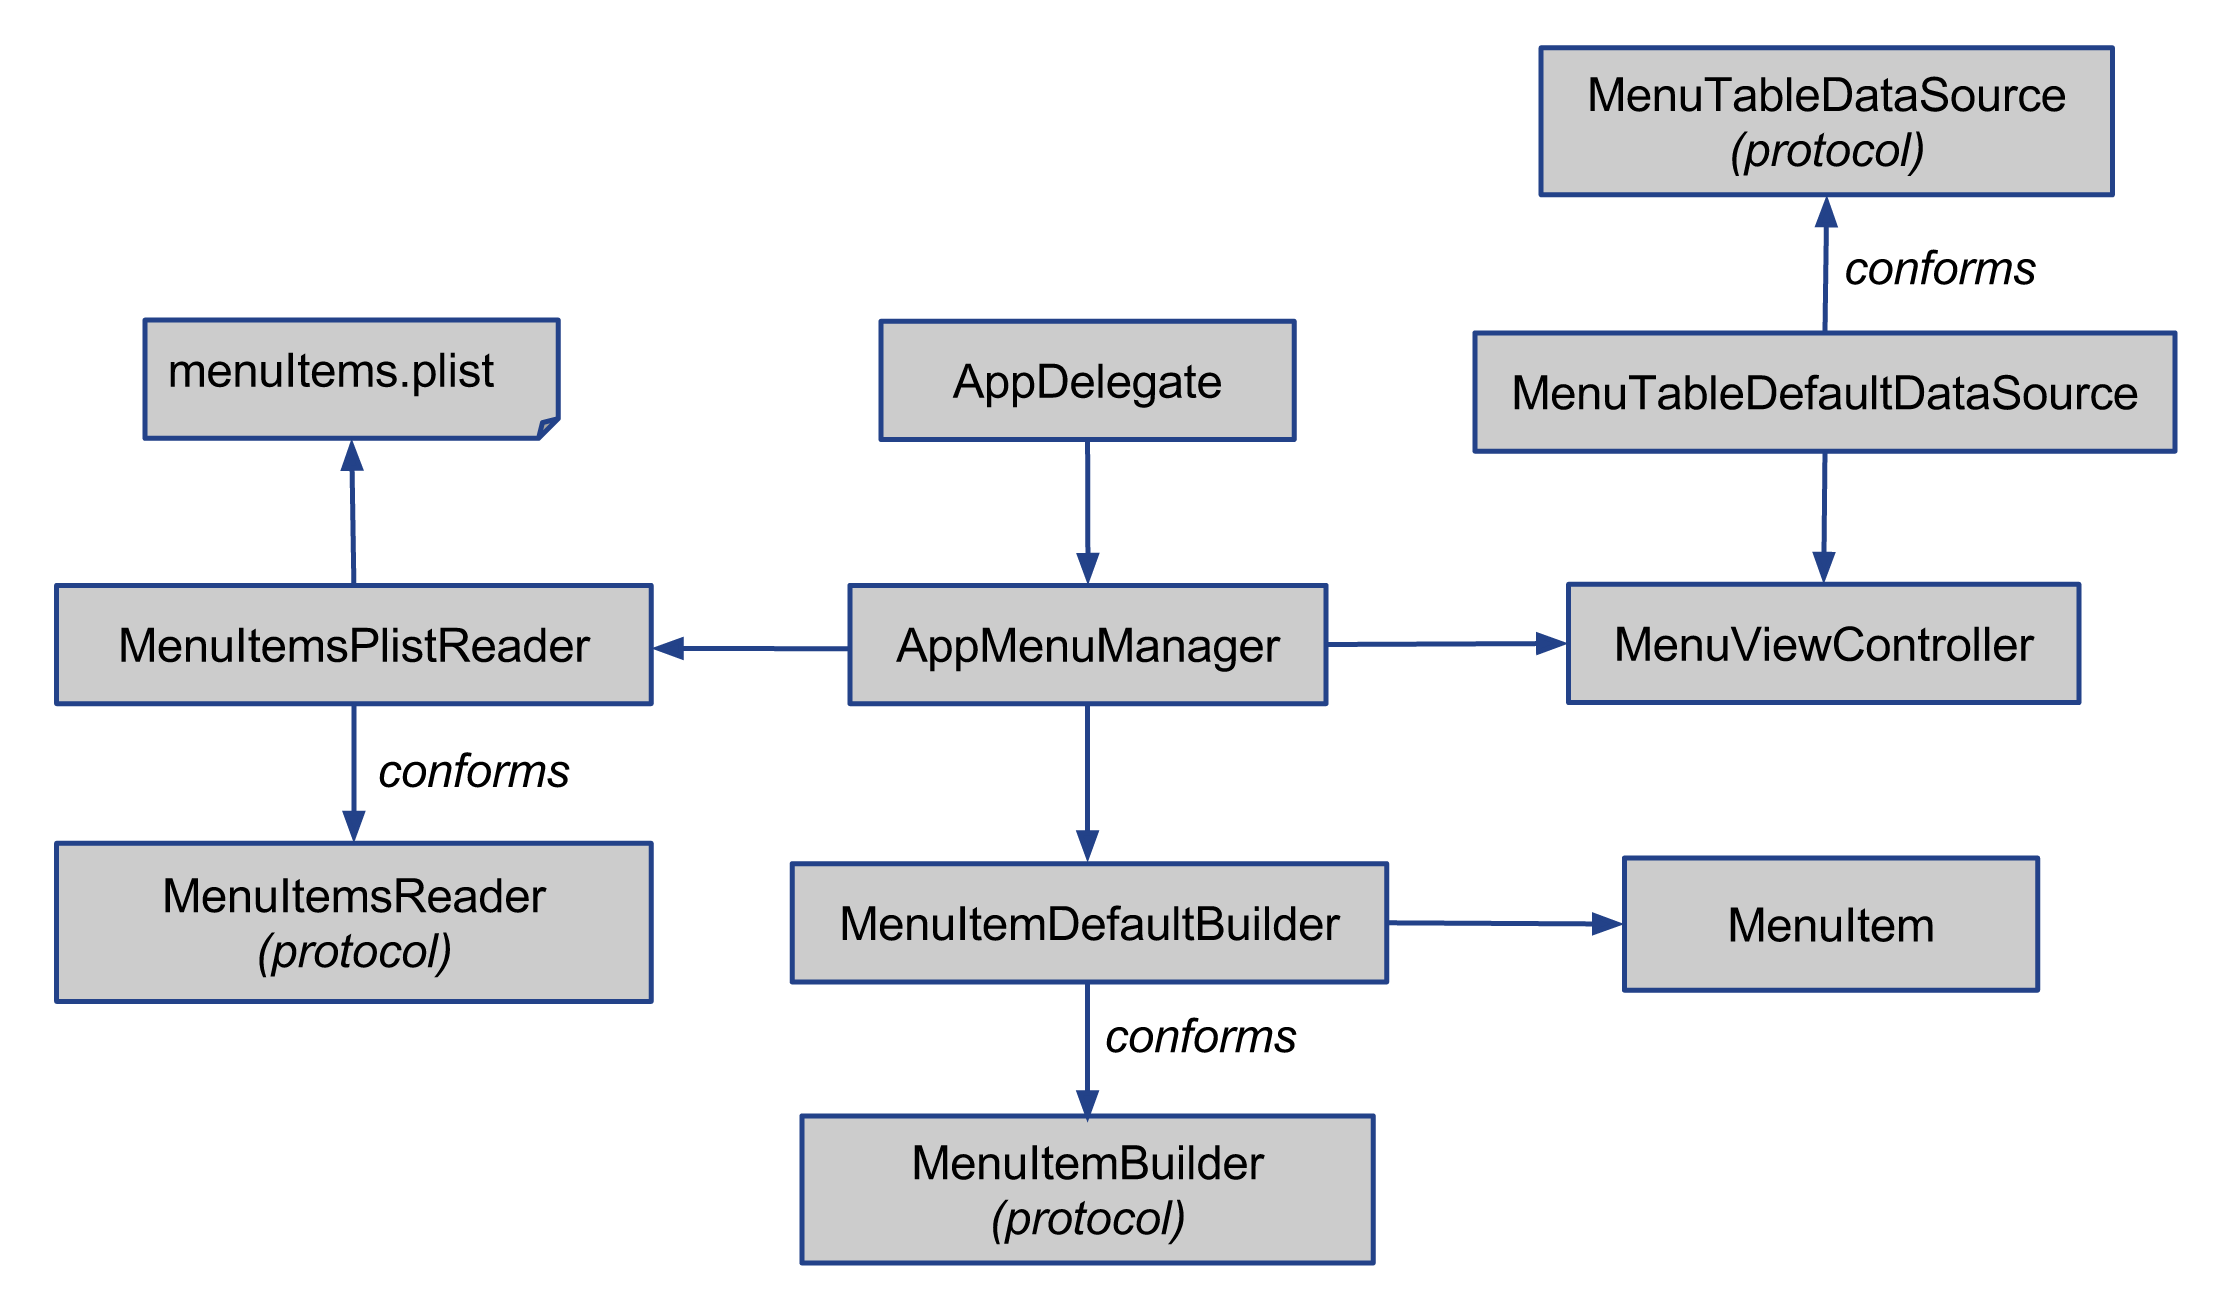 MenuTableDataSource
(protocol)
conforms
menuItems.plist
AppDelegate
MenuTableDefaultDataSource
MenuItemsPlistReader
AppMenuManager
MenuViewController
conforms
MenuItemsReader
(protocol)
MenuItemDefaultBuilder
MenuItem
conforms
MenuItemBuilder
(protocol)